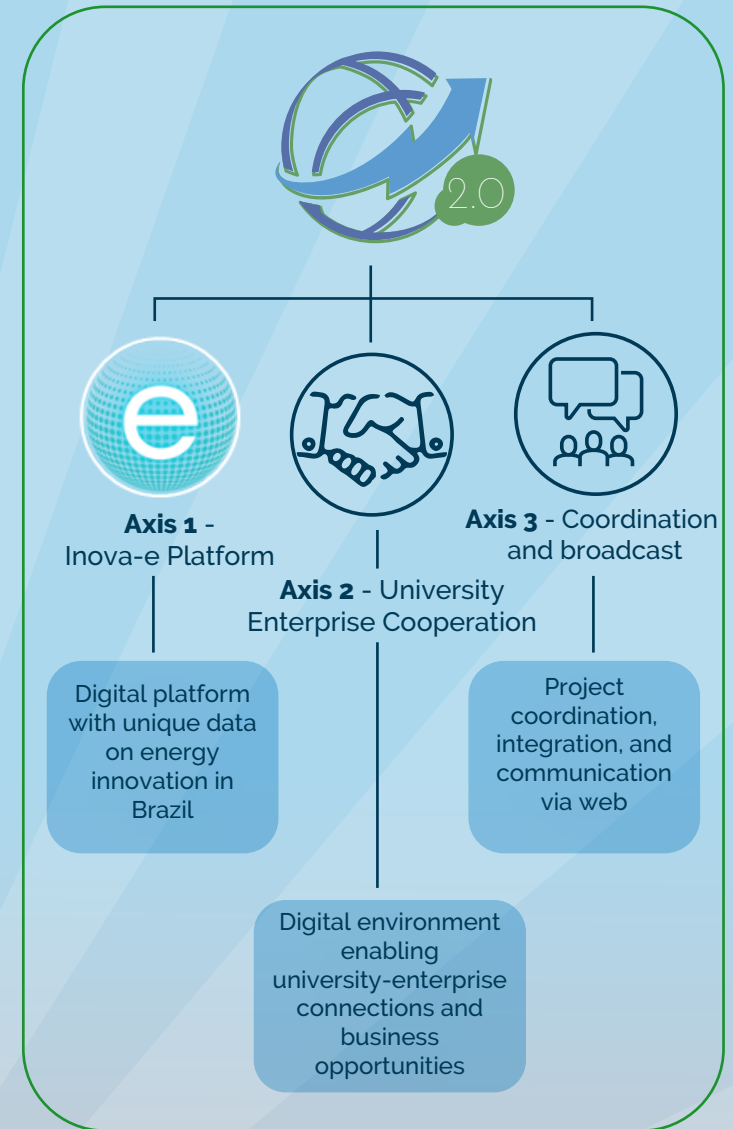 2.0
e
Axis 1 -
Inova-e Platform
Digital platform
with unique data
on energy
innovation in
Brazil
Axis 2 - University
Enterprise Cooperation
Digital environment
enabling
university-enterprise
connections and
business
opportunities
Axis 3 - Coordination
and broadcast
Project
coordination,
integration, and
communication
via web